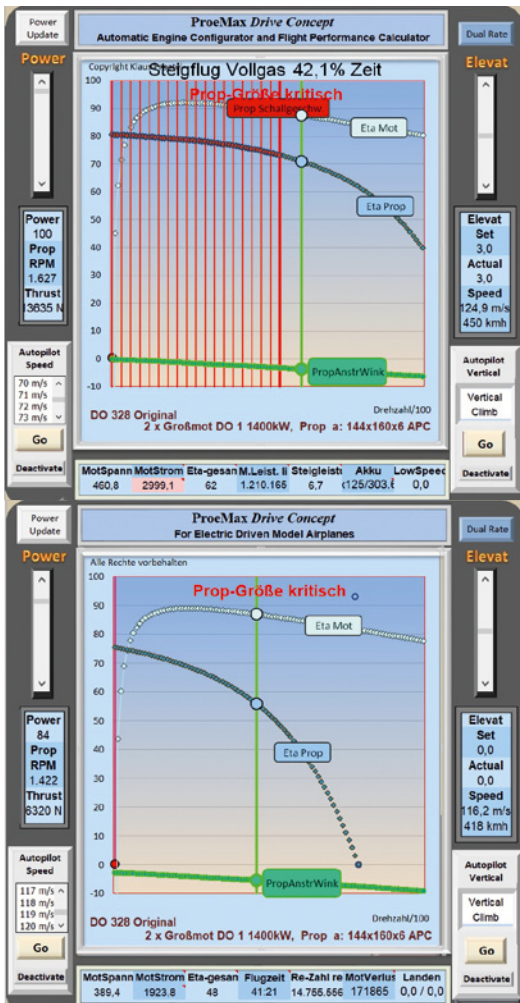 Power
Update
ProeMax Drive Concept
Automatic Engine Configurator and Flight Performance Calculator
Dual Rate
Power
Elevat
Copyright Klaus
Steigflug Vollgas 42,1% Zeit
Prop-Größe kritisch
Prop Schallgeschw.
Eta Mot
Eta Prop
PropAnstrWink
100
90
80
70
60
50
40
30
20
10
0
-10
Power
100
Prop
RPM
1.627
Thrust
13635 N
Elevat
Set
3,0
Actual
3,0
Speed
124,9 m/s
450 kmh
Autopilot
Speed
70 m/s
71 m/s
72 m/s
73 m/s
Go
Deactivate
Autopilot
Vertical
Vertical
Climb
Go
Deactivate
Drehzahl/100
DO 328 Original
2 x Großmot DO 1 1400kW, Prop a: 144x160x6 APC
MotSpann MotStrom Eta-gesan M.Leist. li Steigleist Akku LowSpeed
460,8 2999,1 62 1.210.165 6,7 0,0
Power
Update
ProeMax Drive Concept
For Electric Driven Model Airplanes
Dual Rate
Power
Elevat
Alle Rechte vorbehalten
Prop-Größe kritisch
Eta Mot
Eta Prop
PropAnstrWink
100
90
80
70
60
50
40
30
20
10
0
-10
Power
84
Prop
RPM
1.422
Thrust
6320 N
Elevat
Set
0,0
Actual
0,0
Speed
116,2 m/s
418 kmh
Autopilot
Speed
117 m/s
118 m/s
119 m/s
120 m/s
Go
Deactivate
Autopilot
Vertical
Vertical
Climb
Go
Deactivate
Drehzahl/100
DO 328 Original
2 x Großmot DO 1 1400kW, Prop a: 144x160x6 APC
MotSpann MotStrom Eta-gesan Flugzeit Re-Zahl re MotVerlus Landen
389,4 1923,8 48 41:21 14.755.556 171865 0,0 / 0,0